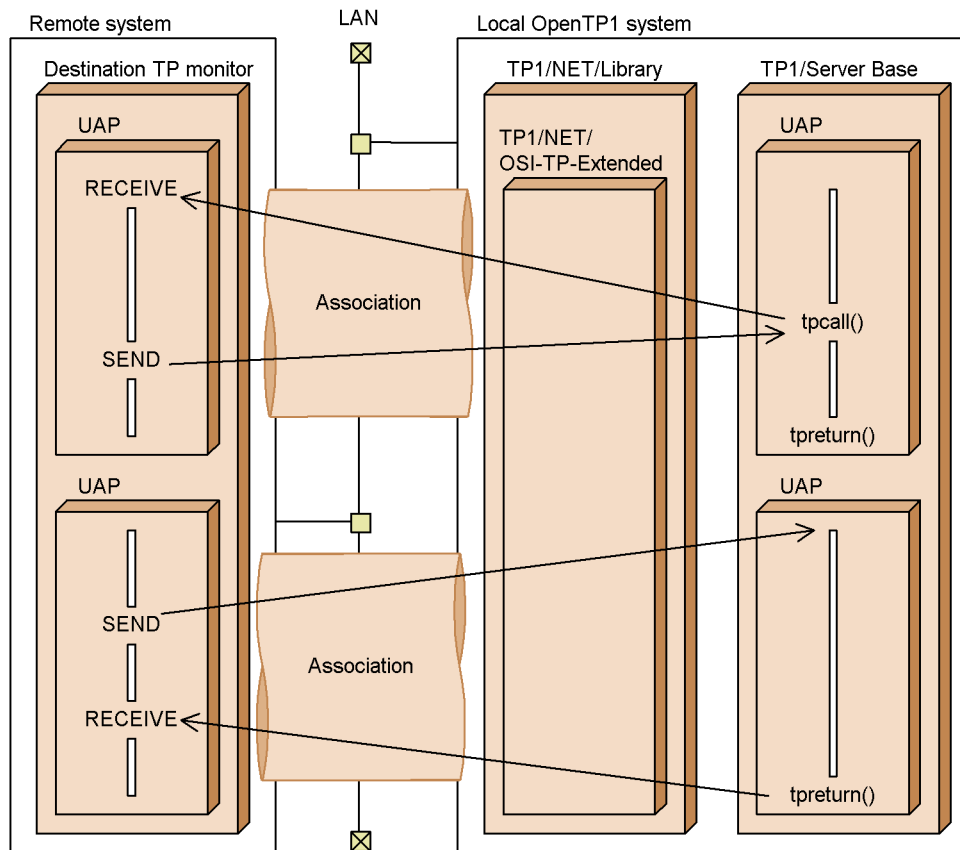 LAN
Remote system
Local OpenTP1 system
Destination TP monitor
TP1/NET/Library
TP1/Server Base
UAP
TP1/NET/
OSI-TP-Extended
UAP
RECEIVE
Association
tpcall()
SEND
tpreturn()
UAP
UAP
SEND
Association
RECEIVE
tpreturn()